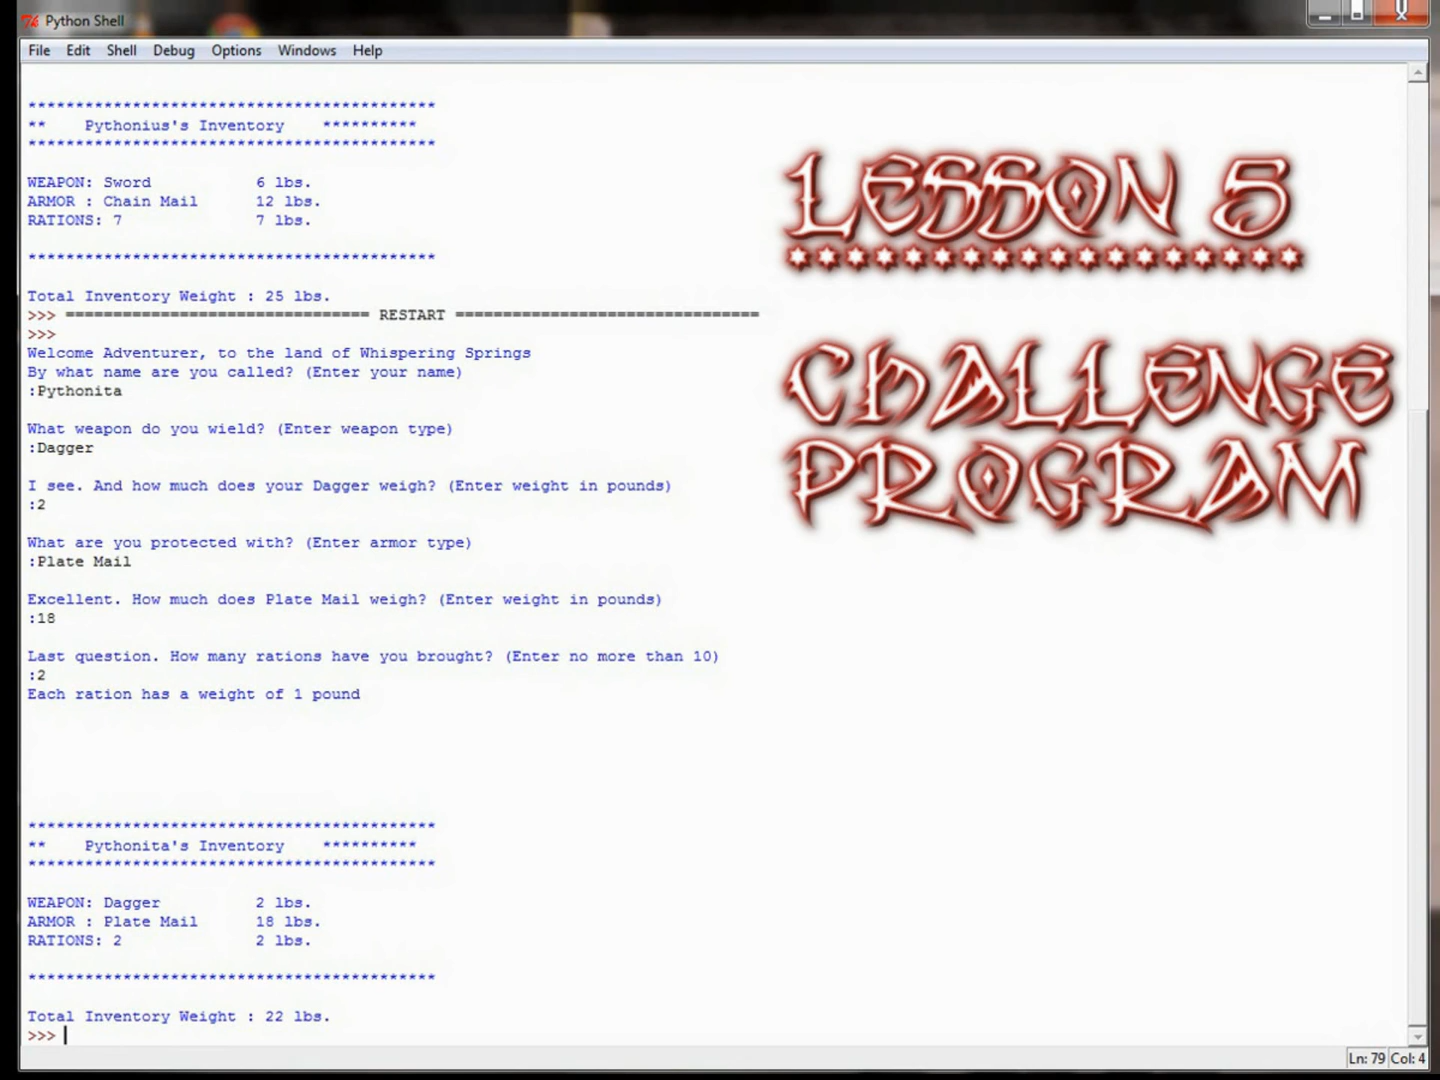 Python Shell
File Edit Shell Debug Options Windows Help
*******************************************
** Pythonius's Inventory **********
*******************************************
WEAPON: Sword 6 lbs.
ARMOR : Chain Mail 12 lbs.
RATIONS: 7 7 lbs.
*******************************************
Total Inventory Weight : 25 lbs.
>>> ================================ RESTART ================================
>>>
Welcome Adventurer, to the land of Whispering Springs
By what name are you called? (Enter your name)
:Pythonita
What weapon do you wield? (Enter weapon type)
:Dagger
I see. And how much does your Dagger weigh? (Enter weight in pounds)
:2
What are you protected with? (Enter armor type)
:Plate Mail
Excellent. How much does Plate Mail weigh? (Enter weight in pounds)
:18
Last question. How many rations have you brought? (Enter no more than 10)
:2
Each ration has a weight of 1 pound
*******************************************
** Pythonita's Inventory **********
*******************************************
WEAPON: Dagger 2 lbs.
ARMOR : Plate Mail 18 lbs.
RATIONS: 2 2 lbs.
*******************************************
Total Inventory Weight : 22 lbs.
>>>
LESSON 5
******************
CHALLENGE
PROGRAM
Ln: 79 Col: 4